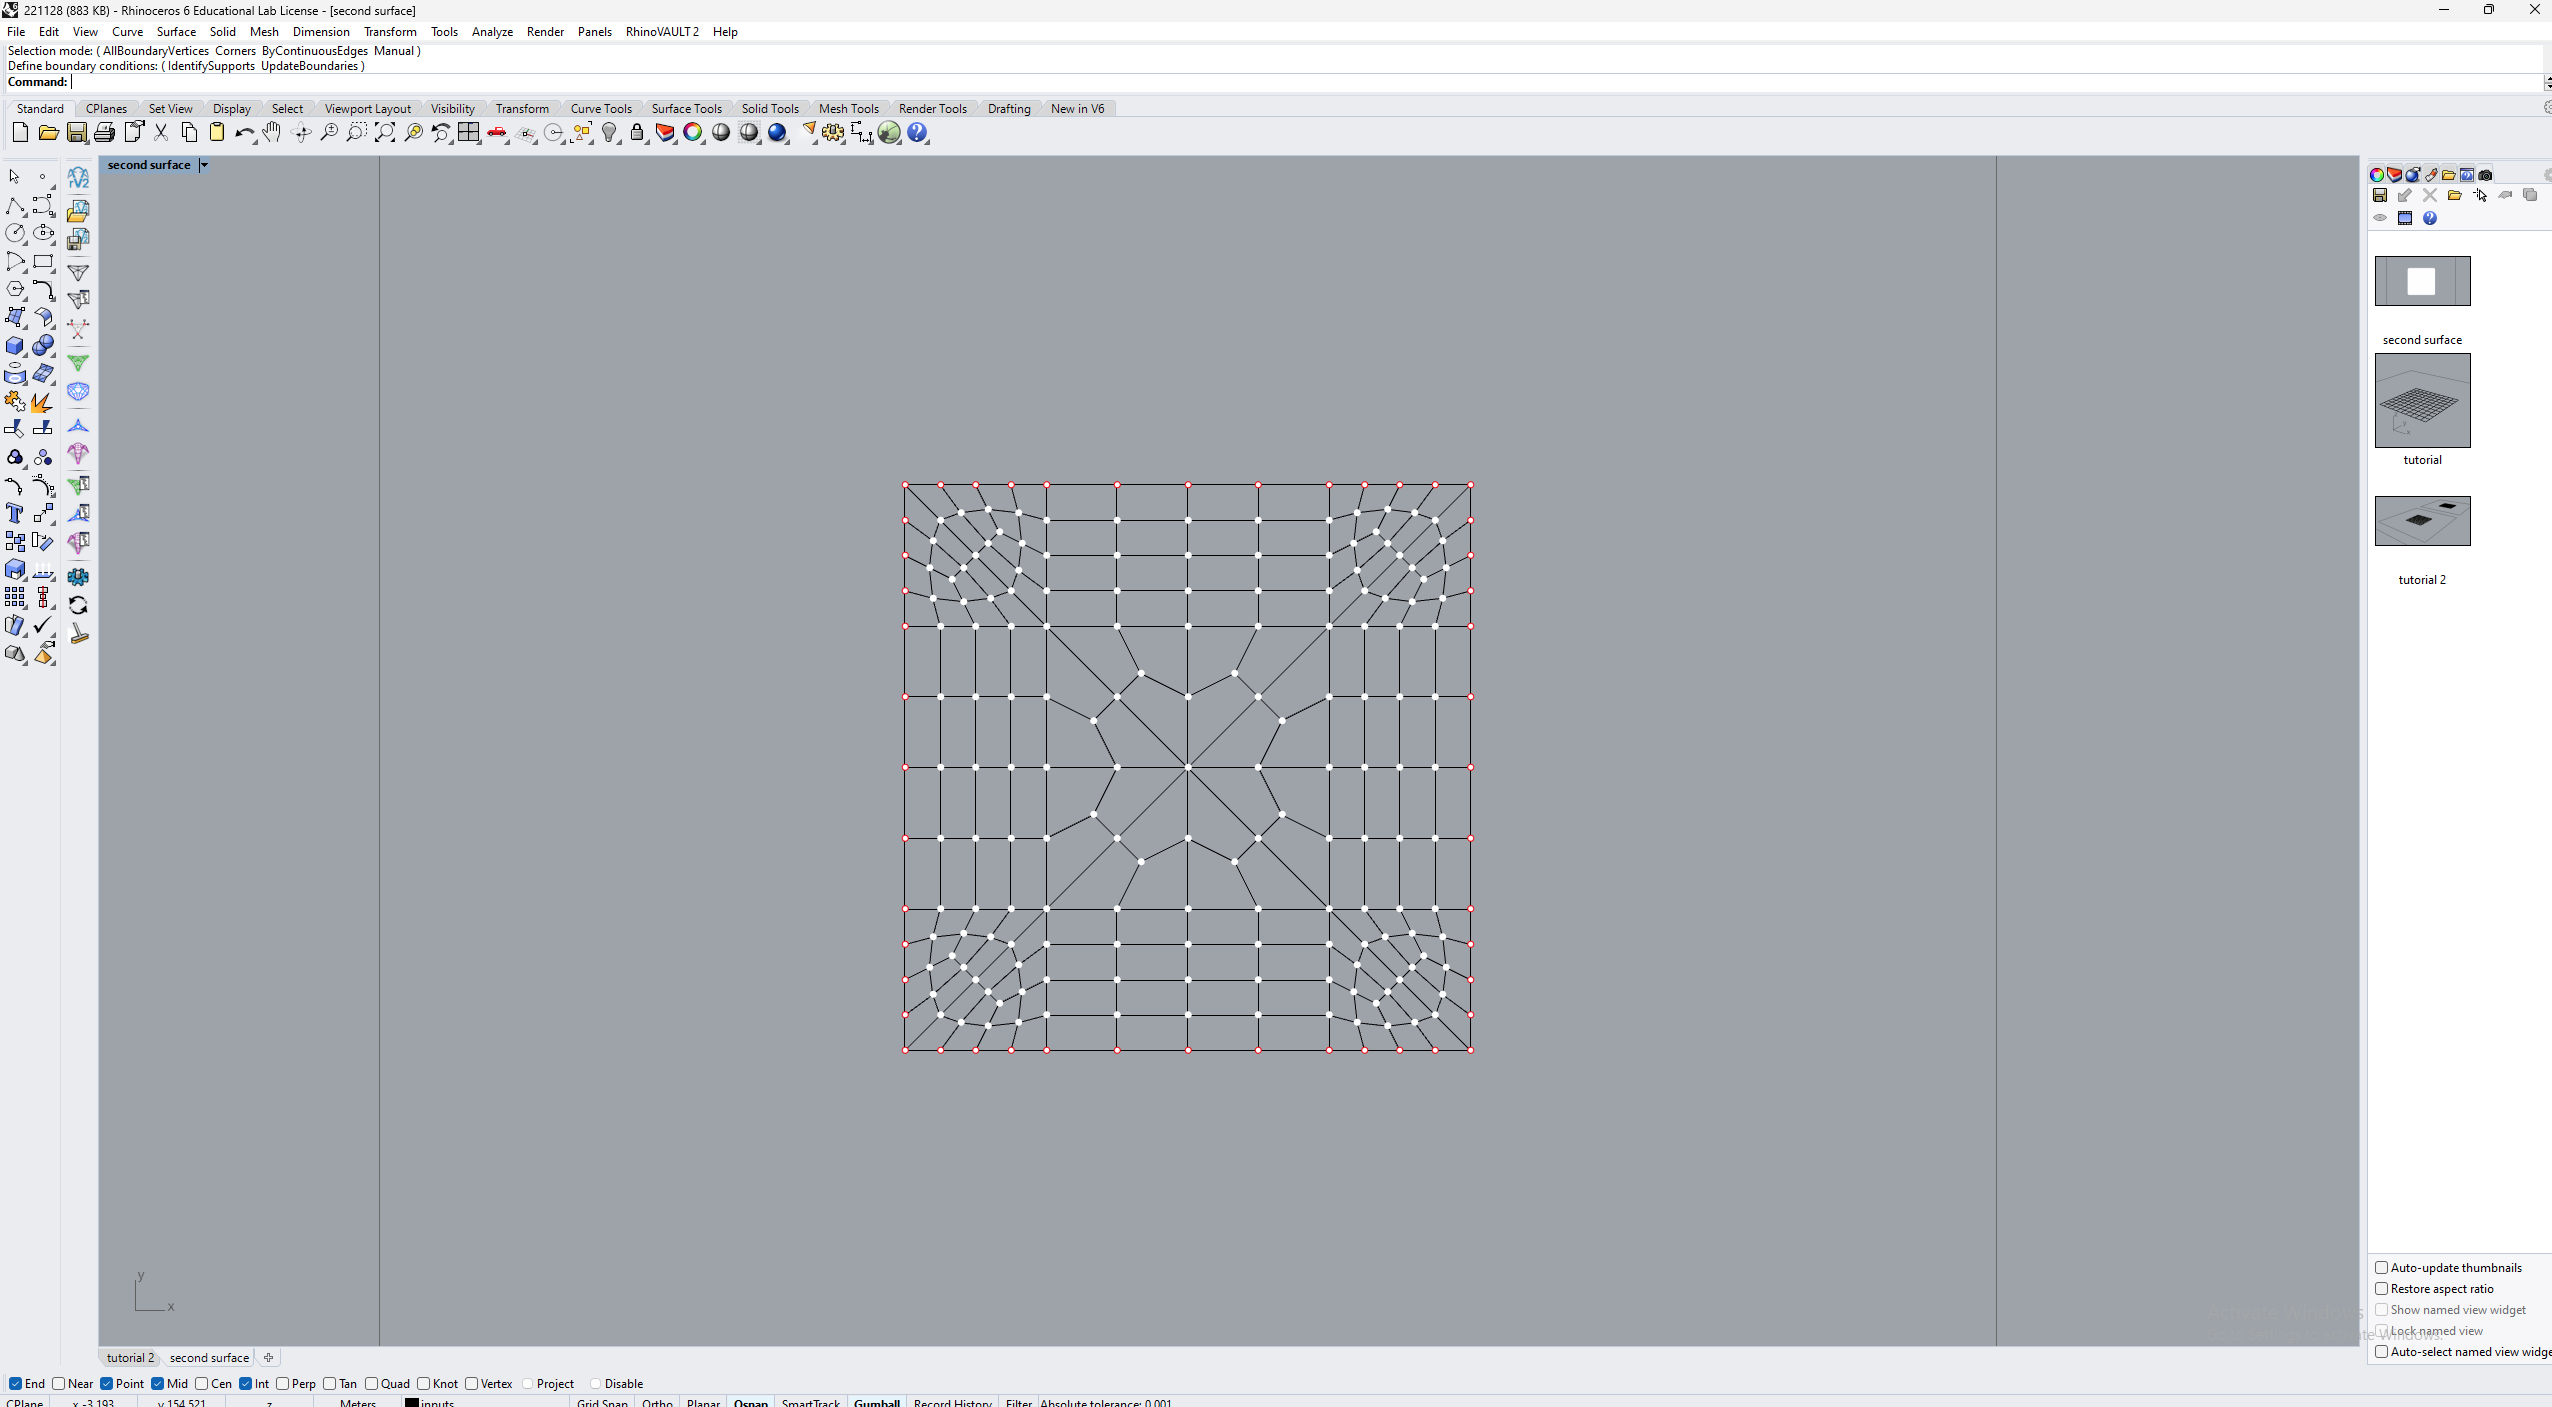 221128 (883 KB) - Rhinoceros 6 Educational Lab License - [second surface]
File Edit View Curve Surface Solid Mesh Dimension Transform Tools Analyze Render Panels RhinoVAULT 2 Help
Selection mode: ( AllBoundaryVertices Corners ByContinuousEdges Manual )
Define boundary conditions: ( IdentifySupports UpdateBoundaries )
Command:
Standard CPlanes Set View Display Select Viewport Layout Visibility Transform Curve Tools Surface Tools Solid Tools Mesh Tools Render Tools Drafting New in V6
second surface
rV2
second surface
tutorial
tutorial 2
y
x
Auto-update thumbnails
Restore aspect ratio
Show named view widget
Lock named view
Auto-select named view widge
Activate Windows
tutorial 2 second surface
End Near Point Mid Cen Int Perp Tan Quad Knot Vertex Project Disable
CPlane x -3.193 y 154.521 z Meters inputs Grid Snap Ortho Planar Osnap SmartTrack Gumball Record History Filter Absolute tolerance: 0.001